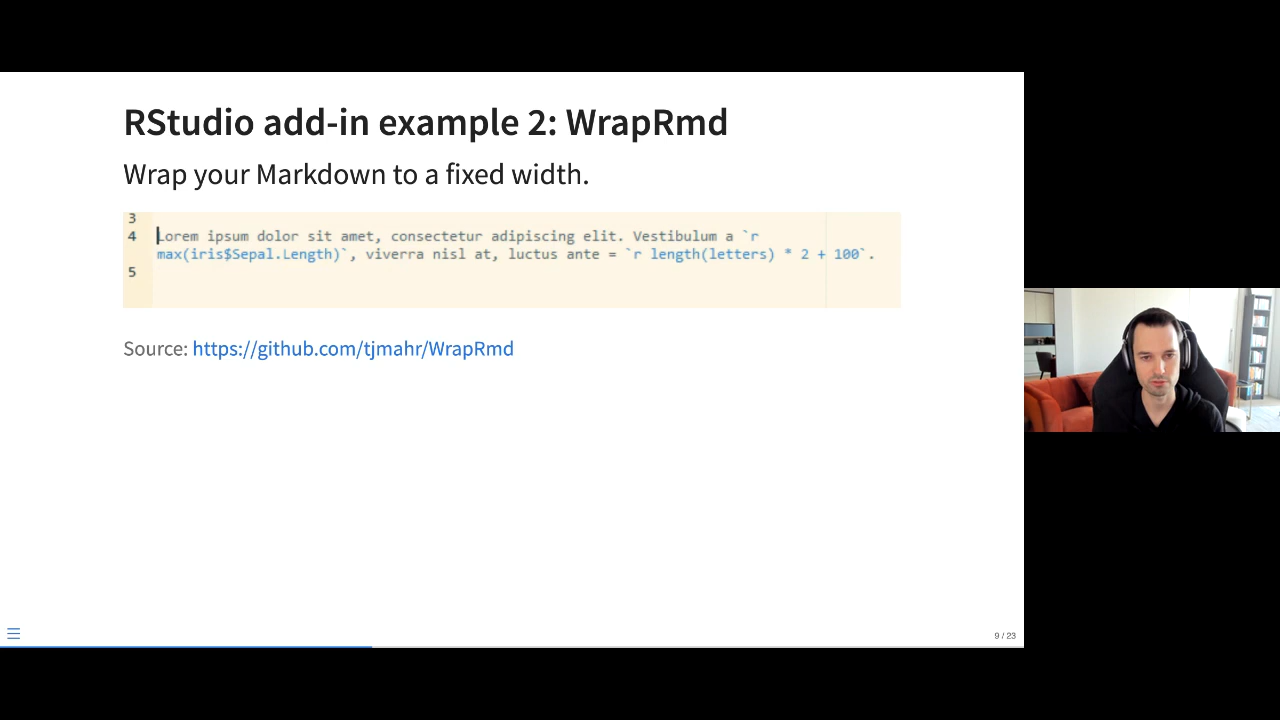 RStudio add-in example 2: WrapRmd
Wrap your Markdown to a fixed width.
3
4 Lorem ipsum dolor sit amet, consectetur adipiscing elit. Vestibulum a `r
max(iris$Sepal.Length)`, viverra nisl at, luctus ante = `r length(letters) * 2 + 100`.
5
Source: https://github.com/tjmahr/WrapRmd
9 / 23